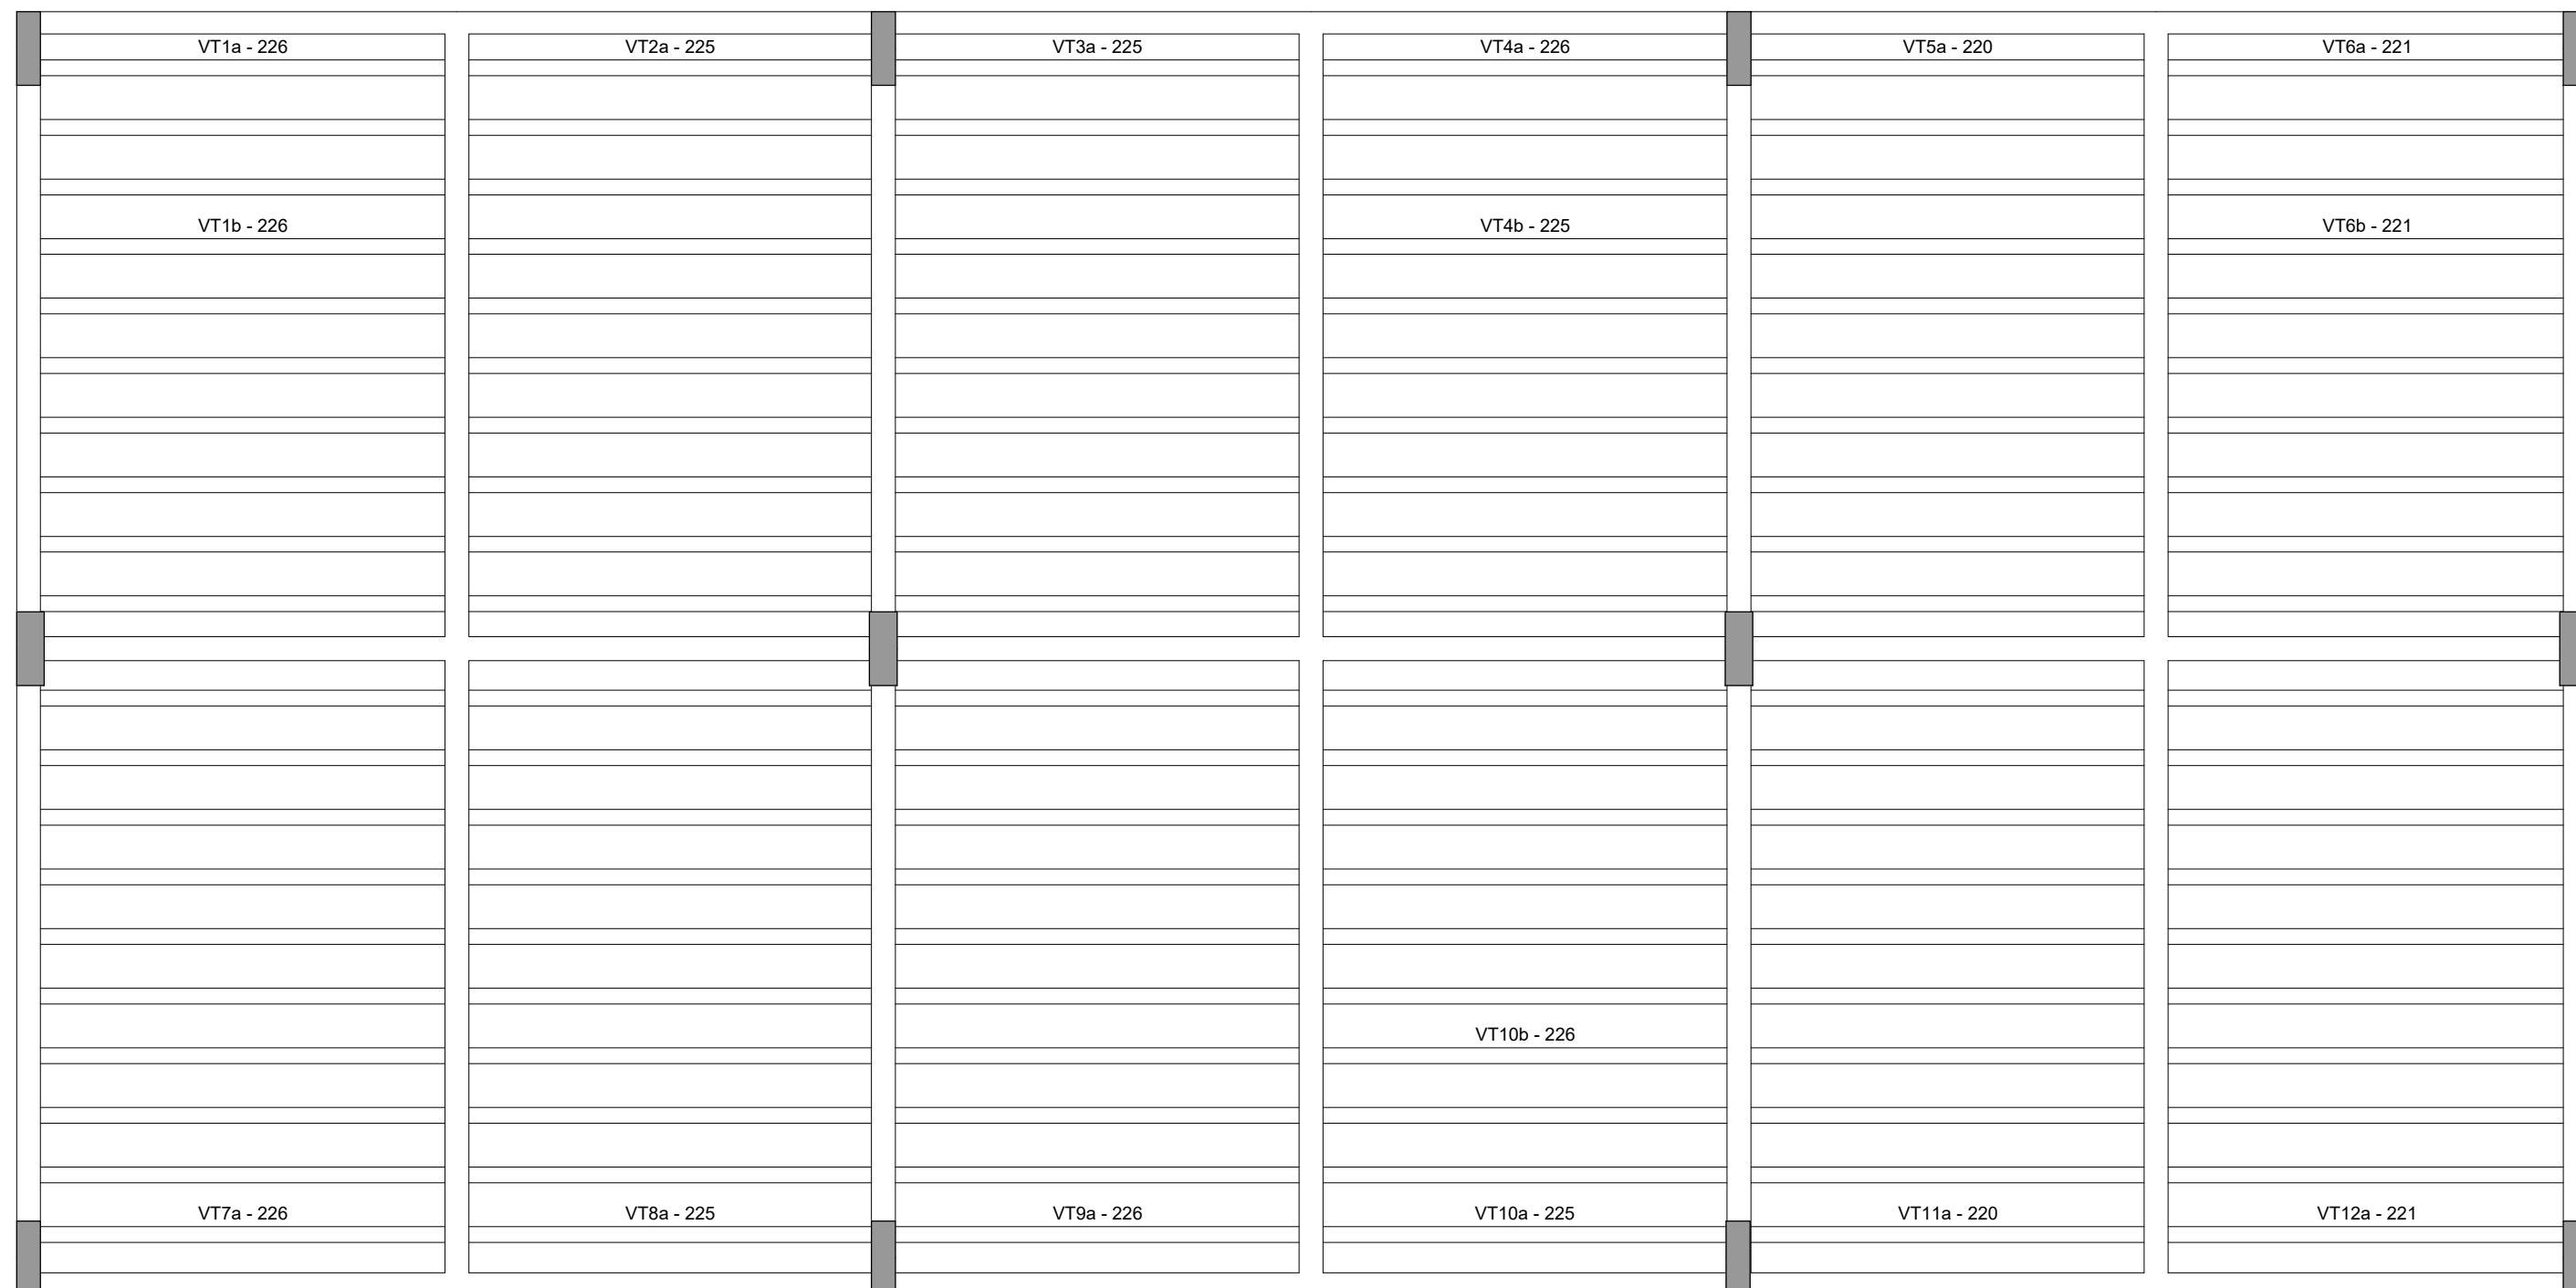 VT1a - 226
VT2a - 225
VT3a - 225
VT4a - 226
VT5a - 220
VT6a - 221
VT1b - 226
VT4b - 225
VT6b - 221
VT10b - 226
VT7a - 226
VT8a - 225
VT9a - 226
VT10a - 225
VT11a - 220
VT12a - 221